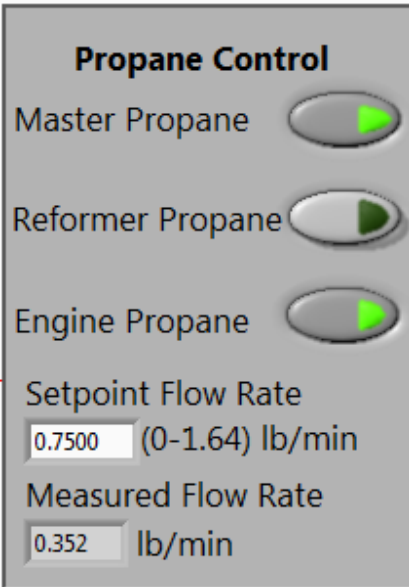 Propane Control
Master Propane
Reformer Propane
Engine Propane
Setpoint Flow Rate
0.7500 (0-1.64) lb/min
Measured Flow Rate
0.352 lb/min